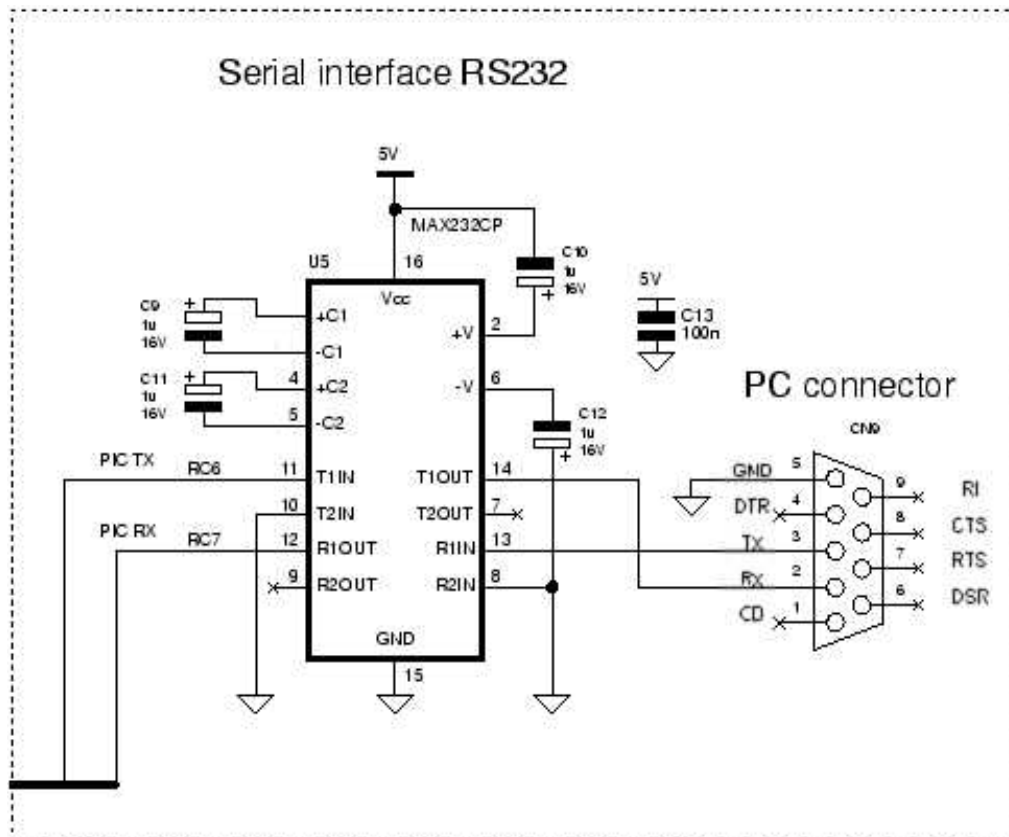 Serial interface RS232
5V
MAX232CP
U5
16
Vcc
C9
1u
16V
+
+C1
-C1
C10
1u
16V
+
2
+V
5V
C13
100n
C11
1u
16V
+
4
+C2
5
-C2
6
-V
C12
1u
16V
+
PC connector
CN9
PIC TX
RC6
11
T1IN
T1OUT
14
10
T2IN
T2OUT
7
PIC RX
RC7
12
R1OUT
R1IN
13
9
R2OUT
R2IN
8
GND
15
GND
5
DTR
4
TX
3
RX
2
CD
1
9
RI
8
CTS
7
RTS
6
DSR